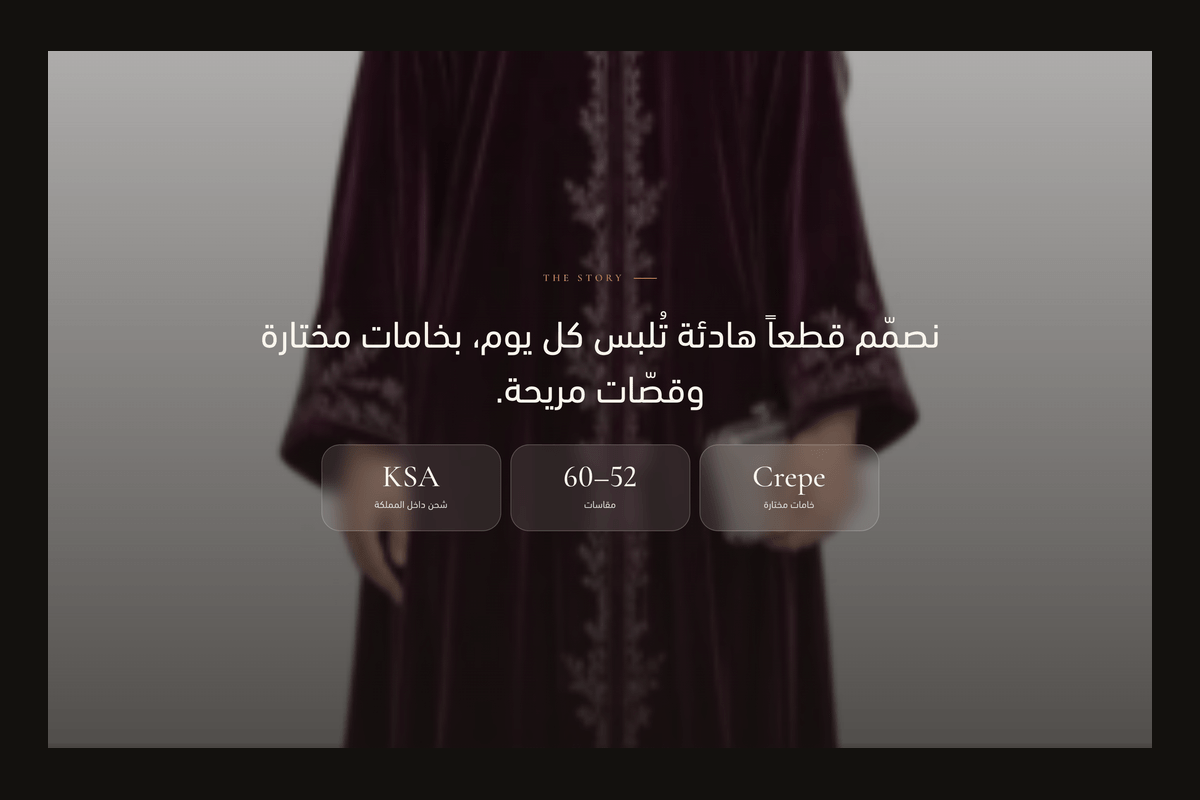 THE STORY
نصمّم قطعاً هادئة تُلبس كل يوم، بخامات مختارة
وقصّات مريحة.
Crepe
خامات مختارة
60–52
مقاسات
KSA
شحن داخل المملكة